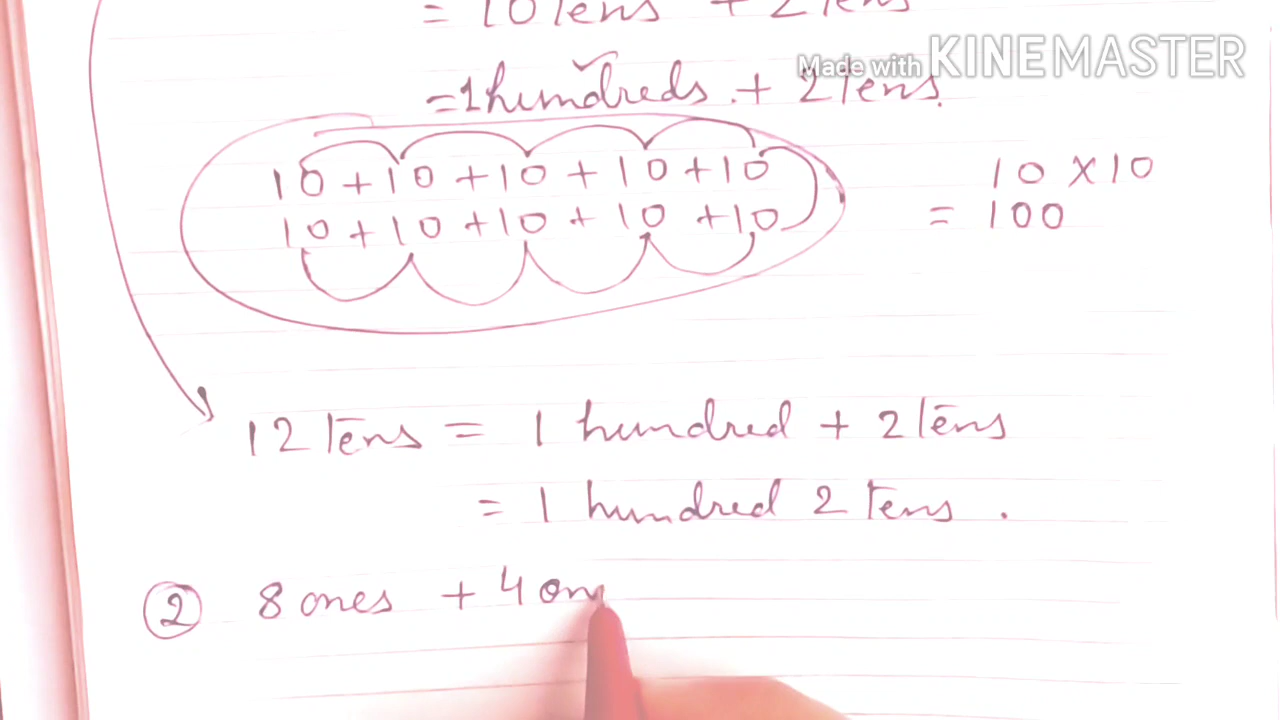 = 10 tens + 2 tens
Made with KINEMASTER
= 1 hundreds. + 2 tens.
10 + 10 + 10 + 10 + 10
10 + 10 + 10 + 10 + 10
10 × 10
= 100
12 tens = 1 hundred + 2 tens
= 1 hundred 2 tens.
2 8 ones + 4 on